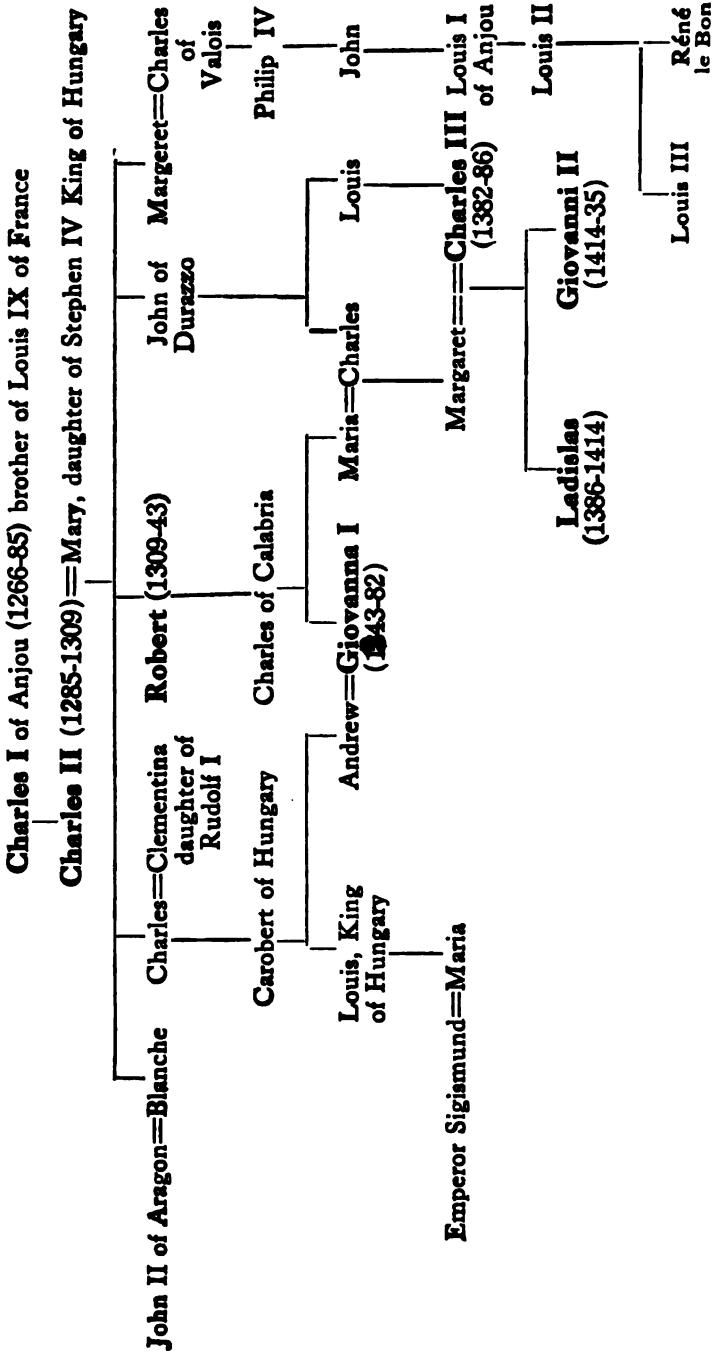 Charles I of Anjou (1266-85) brother of Louis IX of France
Charles II (1285-1309)=Mary, daughter of Stephen IV King of Hungary
John II of Aragon=Blanche
Charles=Clementina
daughter of
Rudolf I
Robert (1309-43)
John of
Durazzo
Margeret=Charles
of
Valois
Carobert of Hungary
Charles of Calabria
Philip IV
Louis, King
of Hungary
Andrew=Giovanna I
Maria=Charles
Louis
John
Emperor Sigismund=Maria
Margaret=Charles III
(1382-86)
Louis I
of Anjou
Ladislas
(1386-1414)
Giovanni II
(1414-35)
Louis II
Louis III
Réné
le Bon